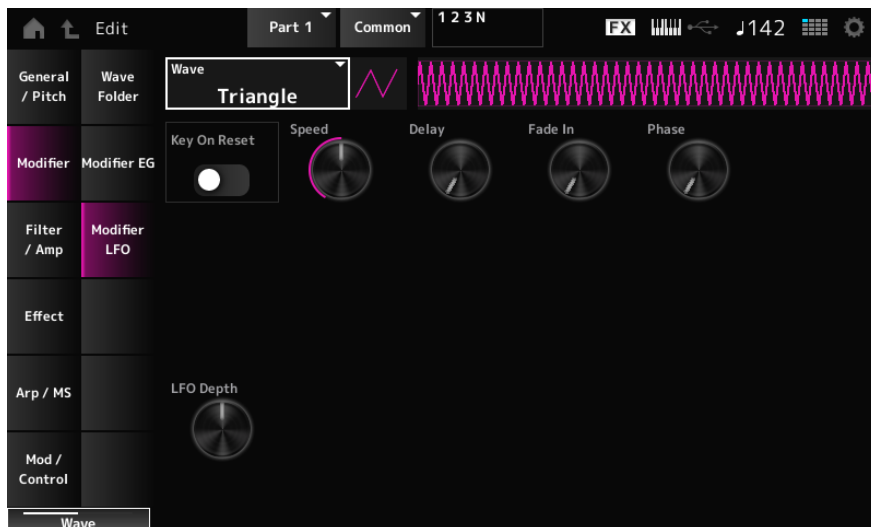 Edit
Part 1
Common
1 2 3 N
FX
♩142
General
/ Pitch
Wave
Folder
Wave
Triangle
Key On Reset
Speed
Delay
Fade In
Phase
Modifier
Modifier EG
Filter
/ Amp
Modifier
LFO
Effect
Arp / MS
LFO Depth
Mod /
Control
Wave